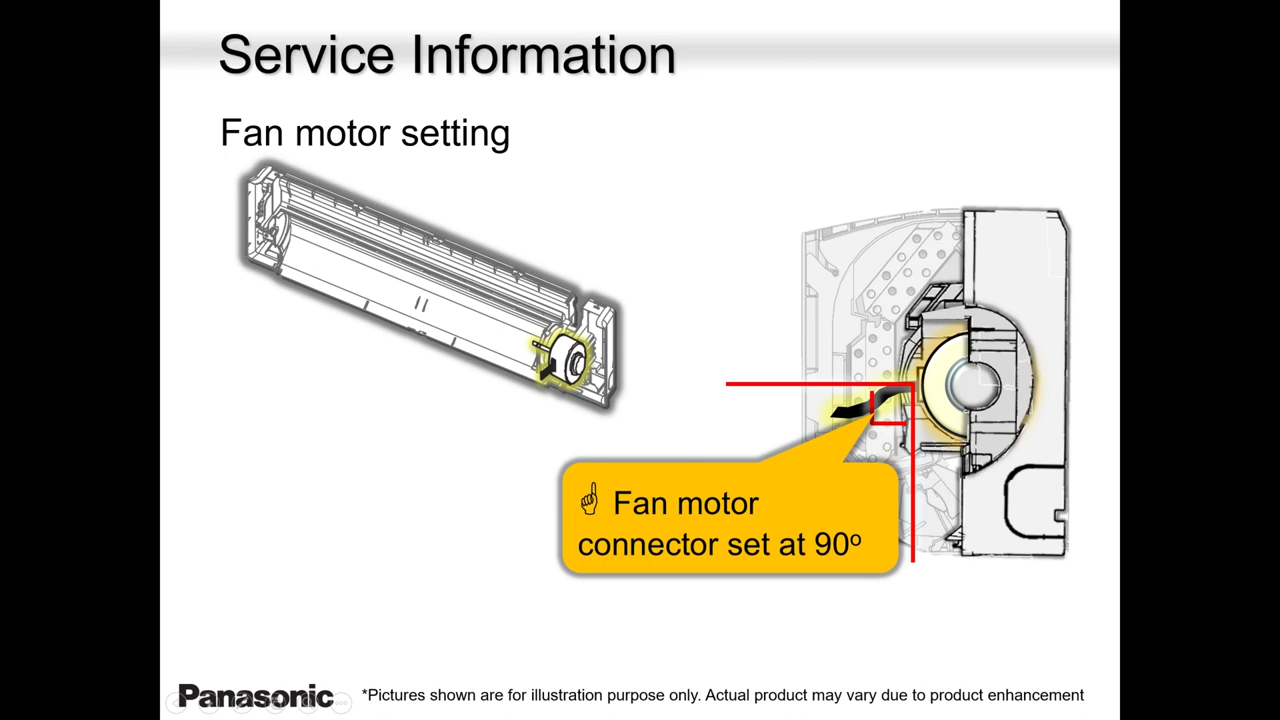 Service Information
Fan motor setting
☝ Fan motor
connector set at 90º
Panasonic
*Pictures shown are for illustration purpose only. Actual product may vary due to product enhancement